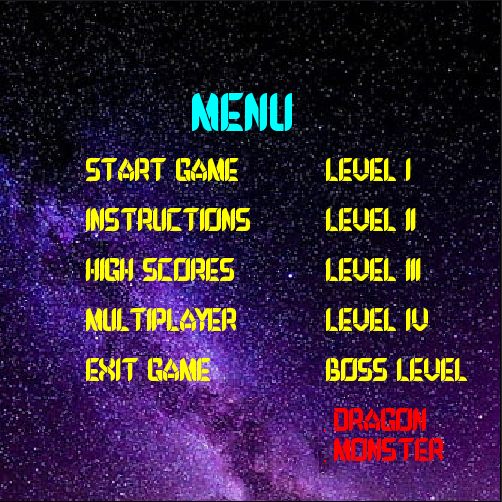 MENU
START GAME
INSTRUCTIONS
HIGH SCORES
MULTIPLAYER
EXIT GAME
LEVEL I
LEVEL II
LEVEL III
LEVEL IV
BOSS LEVEL
DRAGON
MONSTER